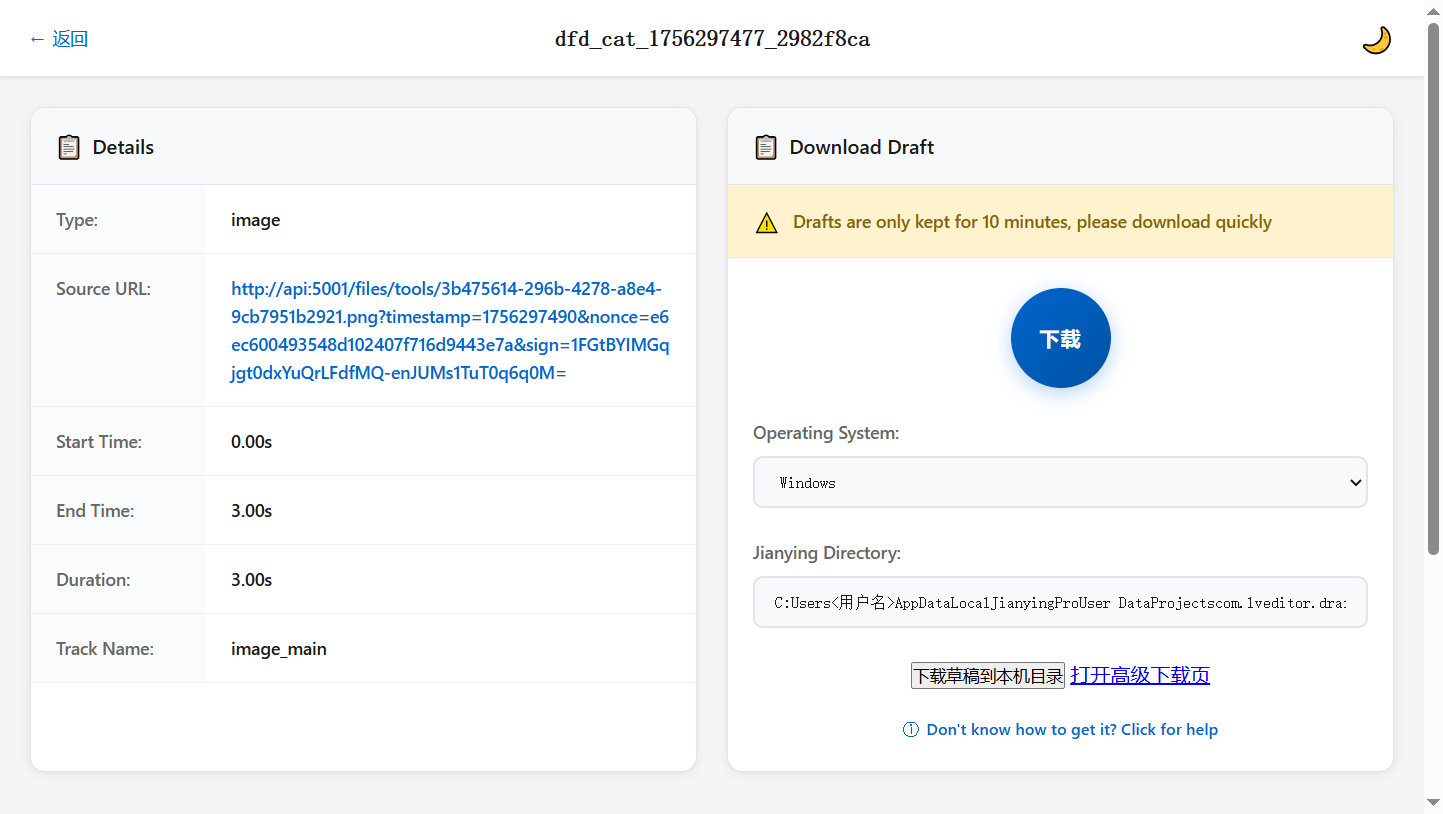 ← 返回
dfd_cat_1756297477_2982f8ca
Details
Type:
image
Source URL:
http://api:5001/files/tools/3b475614-296b-4278-a8e4-
9cb7951b2921.png?timestamp=1756297490&nonce=e6
ec600493548d102407f716d9443e7a&sign=1FGtBYIMGq
jgt0dxYuQrLFdfMQ-enJUMs1TuT0q6q0M=
Start Time:
0.00s
End Time:
3.00s
Duration:
3.00s
Track Name:
image_main
Download Draft
Drafts are only kept for 10 minutes, please download quickly
下载
Operating System:
Windows
Jianying Directory:
C:Users<用户名>AppDataLocalJianyingProUser DataProjectscom.lveditor.dra
下载草稿到本机目录 打开高级下载页
Don't know how to get it? Click for help